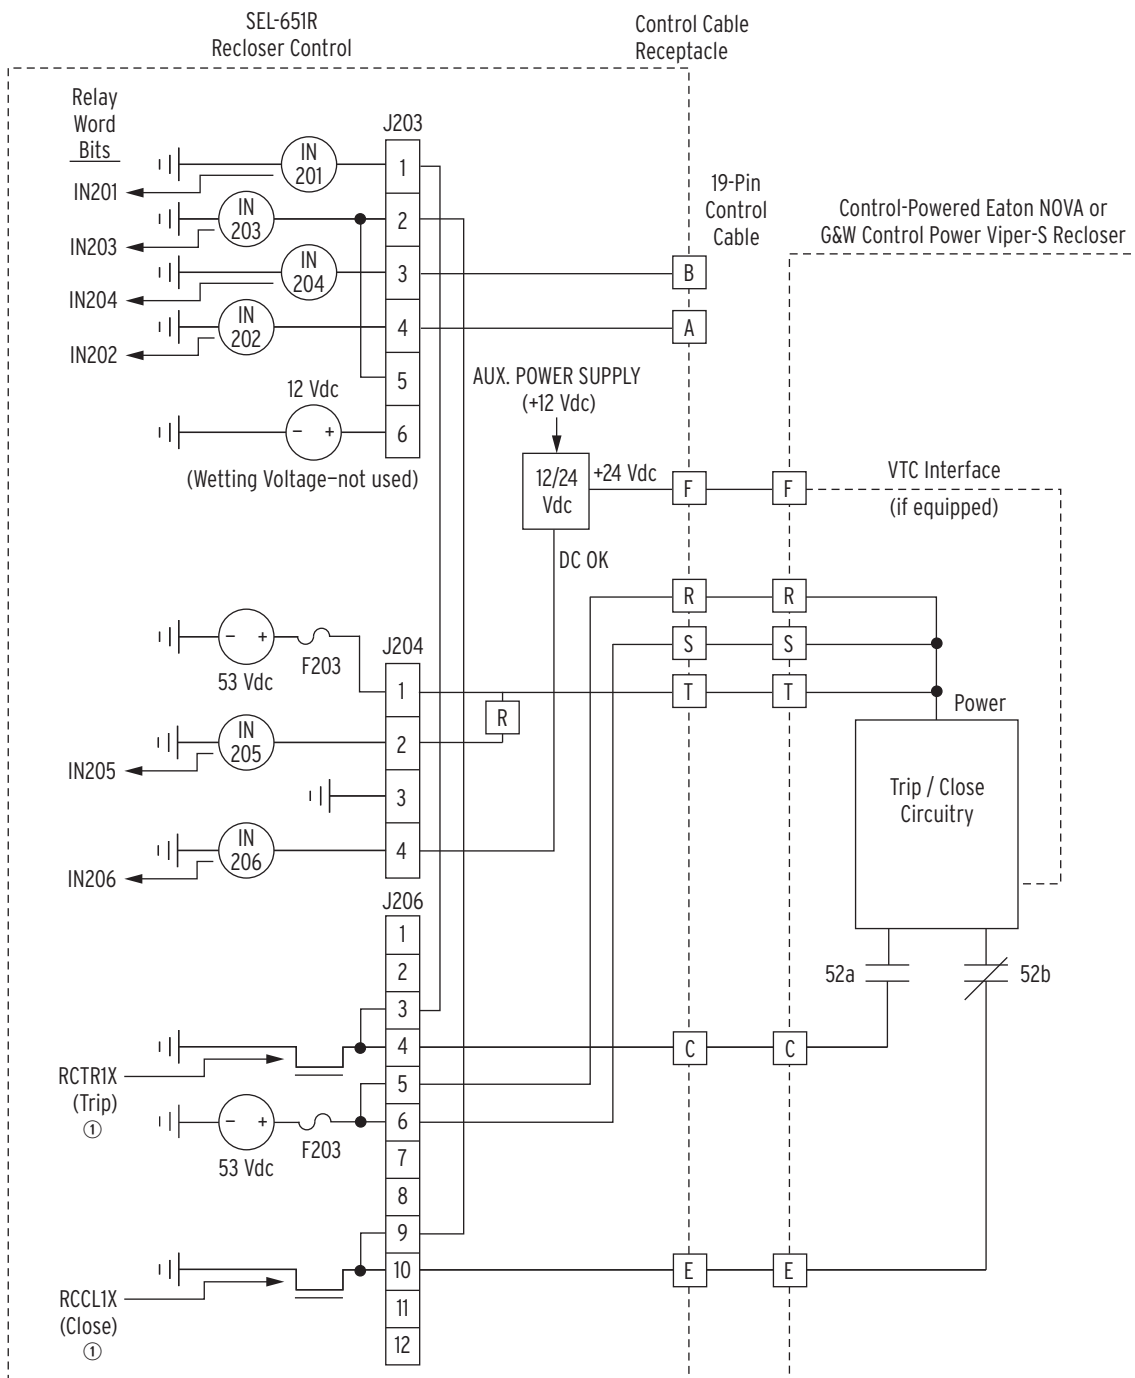 SEL-651R
Recloser Control
Control Cable
Receptacle
Relay
Word
Bits
J203
IN
201
1
IN201
IN
203
2
IN203
IN
204
3
IN204
IN
202
4
IN202
5
12 Vdc
- +
6
(Wetting Voltage–not used)
19-Pin
Control
Cable
Control-Powered Eaton NOVA or
G&W Control Power Viper-S Recloser
B
A
AUX. POWER SUPPLY
(+12 Vdc)
12/24
Vdc
+24 Vdc
F
F
VTC Interface
(if equipped)
DC OK
R
R
S
S
T
T
Power
- +
53 Vdc
F203
J204
1
R
IN
205
2
IN205
3
IN
206
4
IN206
Trip / Close
Circuitry
52a
52b
J206
1
2
3
4
C
C
RCTR1X
(Trip)
①
5
- +
53 Vdc
F203
6
7
8
9
10
E
E
RCCL1X
(Close)
①
11
12